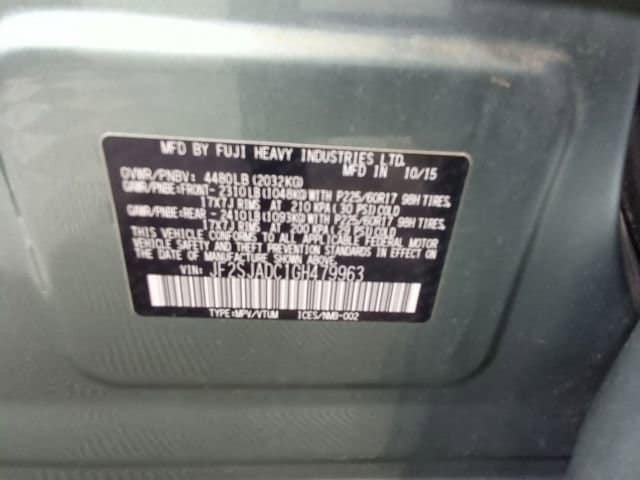 MFD BY FUJI HEAVY INDUSTRIES LTD.
MFD IN 10/15
GVWR/PNBV: 4480LB(2032KG)
GAWR/PNBE:FRONT- 2310LB(1048KG)WITH P225/60R17 98H TIRES,
17X7J RIMS AT 210 KPA(30 PSI)COLD
GAWR/PNBE:REAR - 2410LB(1093KG)WITH P225/60R17 98H TIRES,
17X7J RIMS AT 200 KPA(29 PSI)COLD
THIS VEHICLE CONFORMS TO ALL APPLICABLE FEDERAL MOTOR
VEHICLE SAFETY AND THEFT PREVENTION STANDARDS IN EFFECT ON
THE DATE OF MANUFACTURE SHOWN ABOVE.
VIN: JF2SJADC1GH479963
TYPE:MPV/VTUM ICES/NMB-002